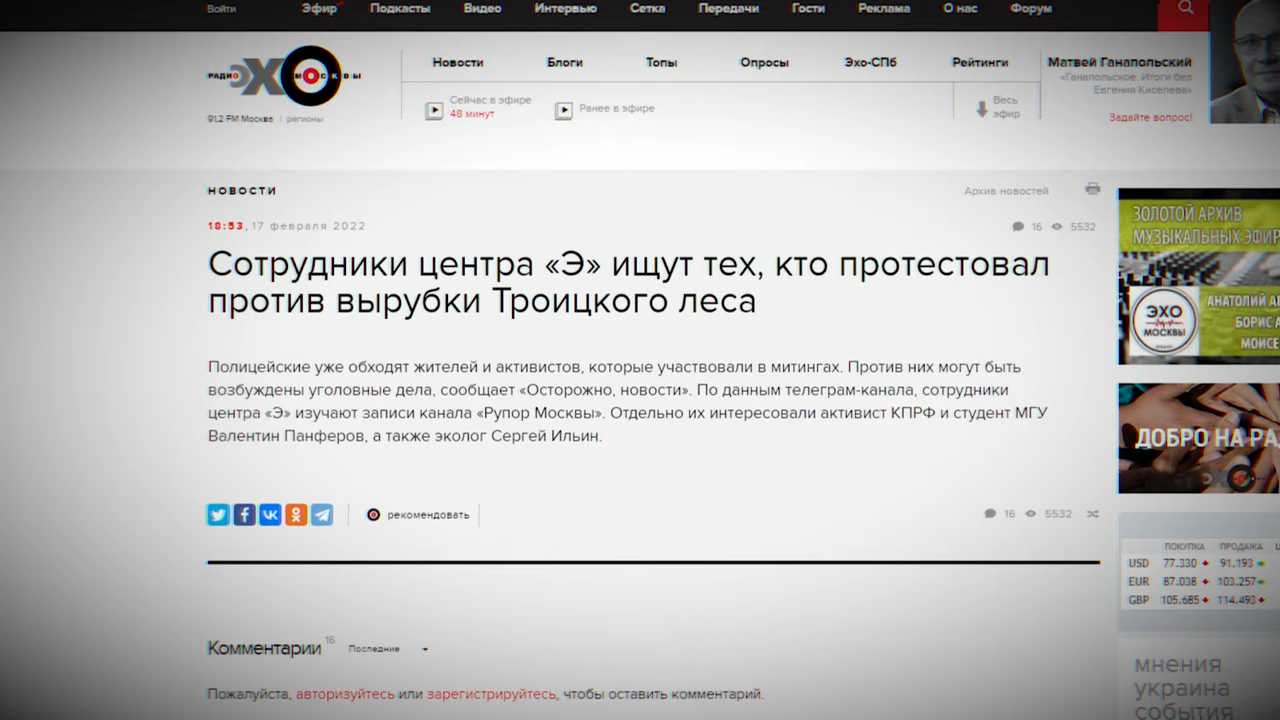 Войти Эфир Подкасты Видео Интервью Сетка Передачи Гости Реклама О нас Форум
РАДИО ЭХО МОСКВЫ
91,2 FM Москва | регионы
Новости Блоги Топы Опросы Эхо-СПб Рейтинги
Сейчас в эфире
48 минут
Ранее в эфире
Весь
эфир
Матвей Ганапольский
«Ганапольское. Итоги без
Евгения Киселева»
Задайте вопрос!
НОВОСТИ
Архив новостей
18:53, 17 февраля 2022
16 5532
Сотрудники центра «Э» ищут тех, кто протестовал
против вырубки Троицкого леса
Полицейские уже обходят жителей и активистов, которые участвовали в митингах. Против них могут быть
возбуждены уголовные дела, сообщает «Осторожно, новости». По данным телеграм-канала, сотрудники
центра «Э» изучают записи канала «Рупор Москвы». Отдельно их интересовали активист КПРФ и студент МГУ
Валентин Панферов, а также эколог Сергей Ильин.
рекомендовать
16 5532
Комментарии 16 Последние
Пожалуйста, авторизуйтесь или зарегистрируйтесь, чтобы оставить комментарий.
ЗОЛОТОЙ АРХИВ
МУЗЫКАЛЬНЫХ ЭФИР
ЭХО
МОСКВЫ
АНАТОЛИЙ АГ
БОРИС А
МОИСЕ
ДОБРО НА РА
ПОКУПКА ПРОДАЖА
USD 77.330 91.193
EUR 87.038 103.257
GBP 105.685 114.493
мнения
украина
события